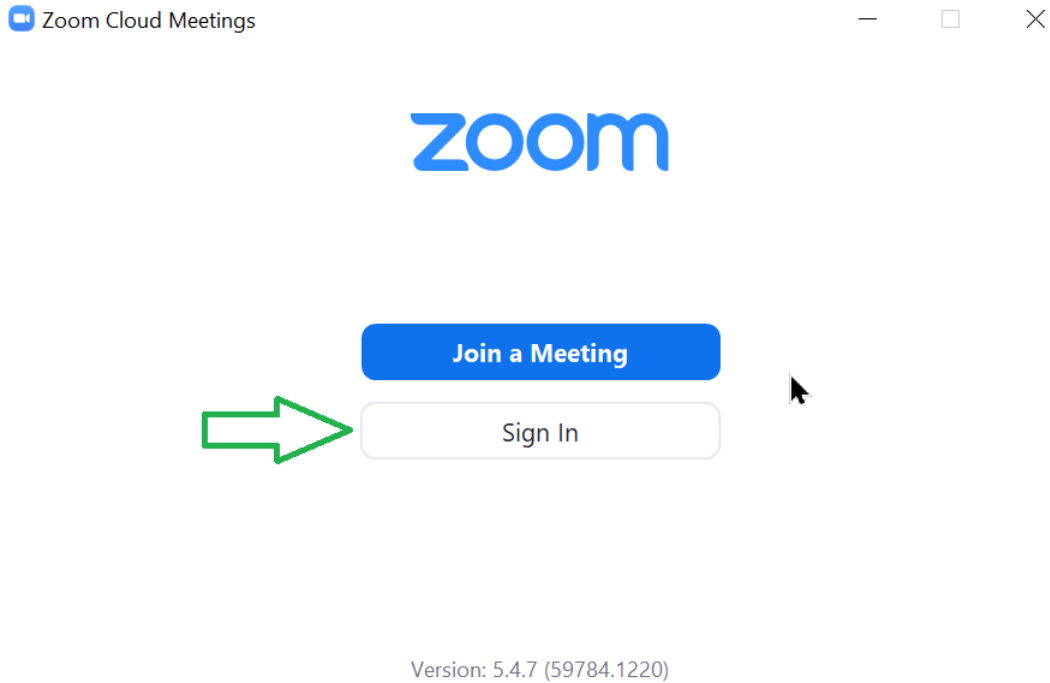 Zoom Cloud Meetings
zoom
Join a Meeting
Sign In
Version: 5.4.7 (59784.1220)